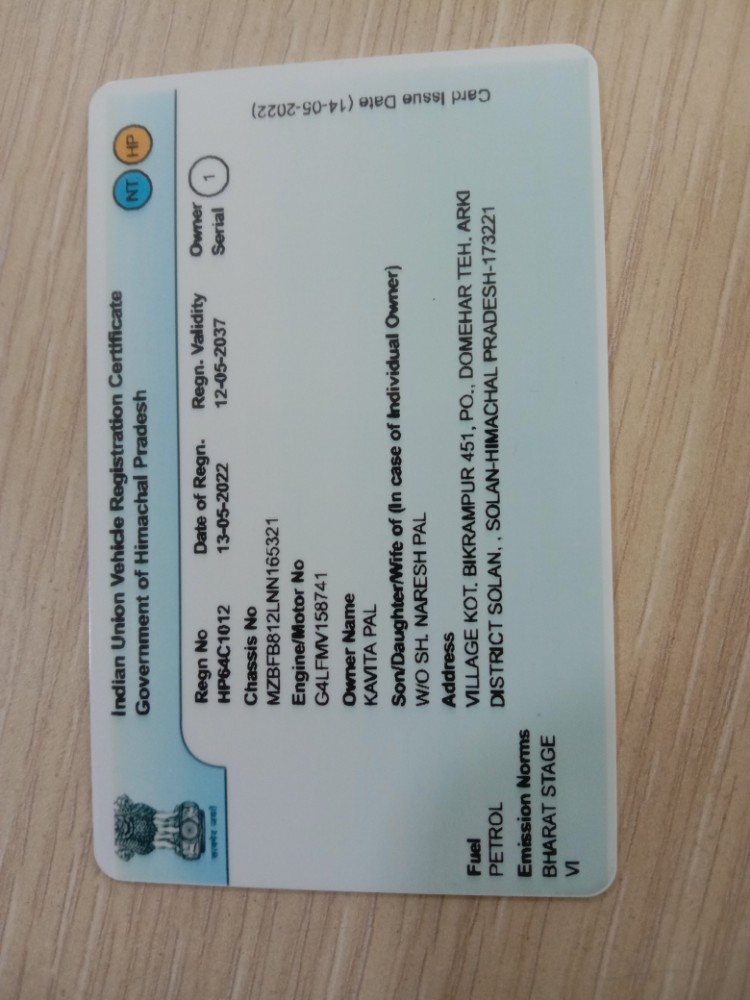 Indian Union Vehicle Registration Certificate
Government of Himachal Pradesh
NT HP
Regn No Date of Regn. Regn. Validity Owner Serial 1
HP64C1012 13-05-2022 12-05-2037
Chassis No
MZBFB812LNN165321
Engine/Motor No
G4LFMV158741
Owner Name
KAVITA PAL
Son/Daughter/Wife of (In case of Individual Owner)
W/O SH. NARESH PAL
Address
VILLAGE KOT. BIKRAMPUR 451, PO., DOMEHAR TEH. ARKI
DISTRICT SOLAN, , SOLAN-HIMACHAL PRADESH-173221
Fuel
PETROL
Emission Norms
BHARAT STAGE
VI
Card Issue Date (14-05-2022)